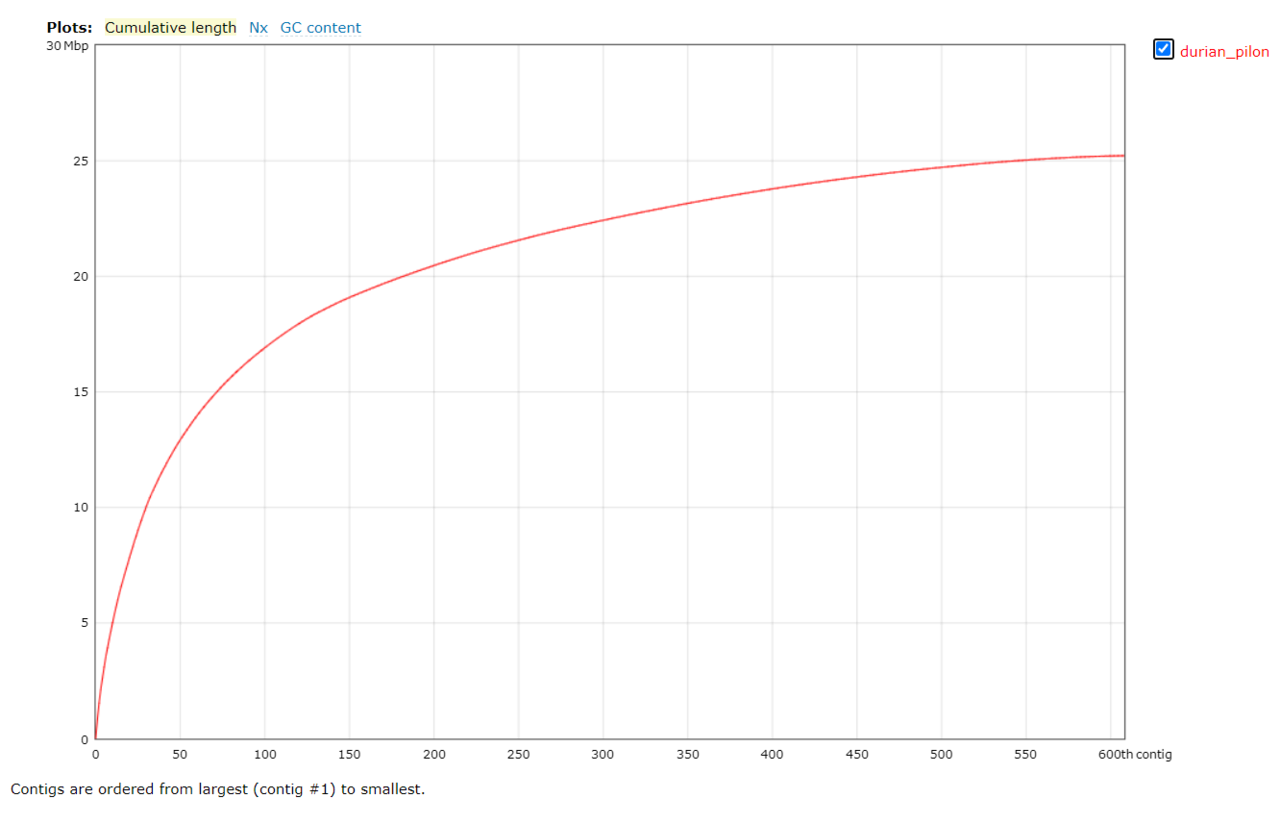 Plots: Cumulative length Nx GC content
30 Mbp
durian_pilon
25
20
15
10
5
0
0 50 100 150 200 250 300 350 400 450 500 550 600th contig
Contigs are ordered from largest (contig #1) to smallest.